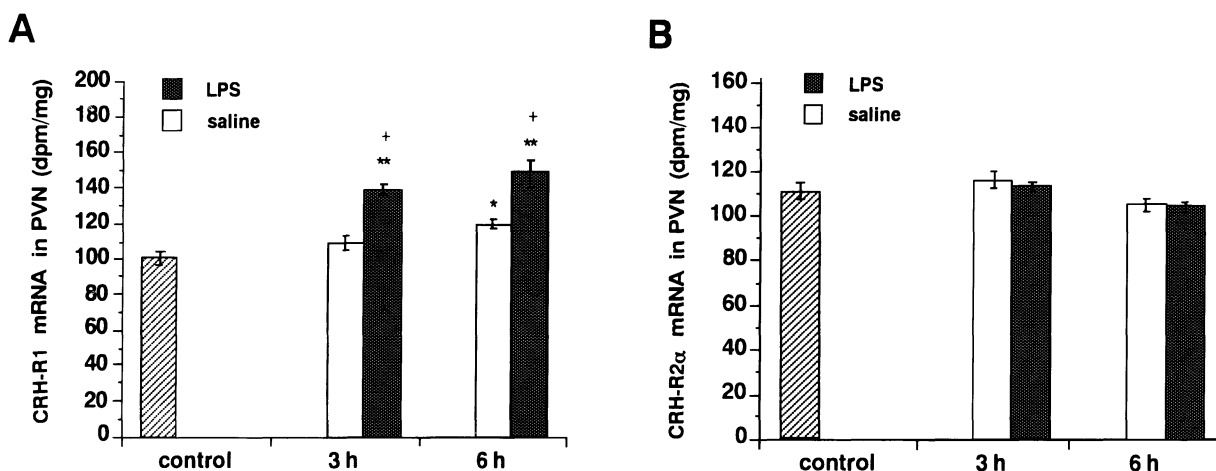 A
CRH-R1 mRNA in PVN (dpm/mg)
200
180
160
150
140
120
100
80
60
40
20
0
LPS
saline
+
**
*
+
**
control
3 h
6 h
B
CRH-R2α mRNA in PVN (dpm/mg)
160
140
120
100
80
60
40
20
0
LPS
saline
control
3 h
6 h